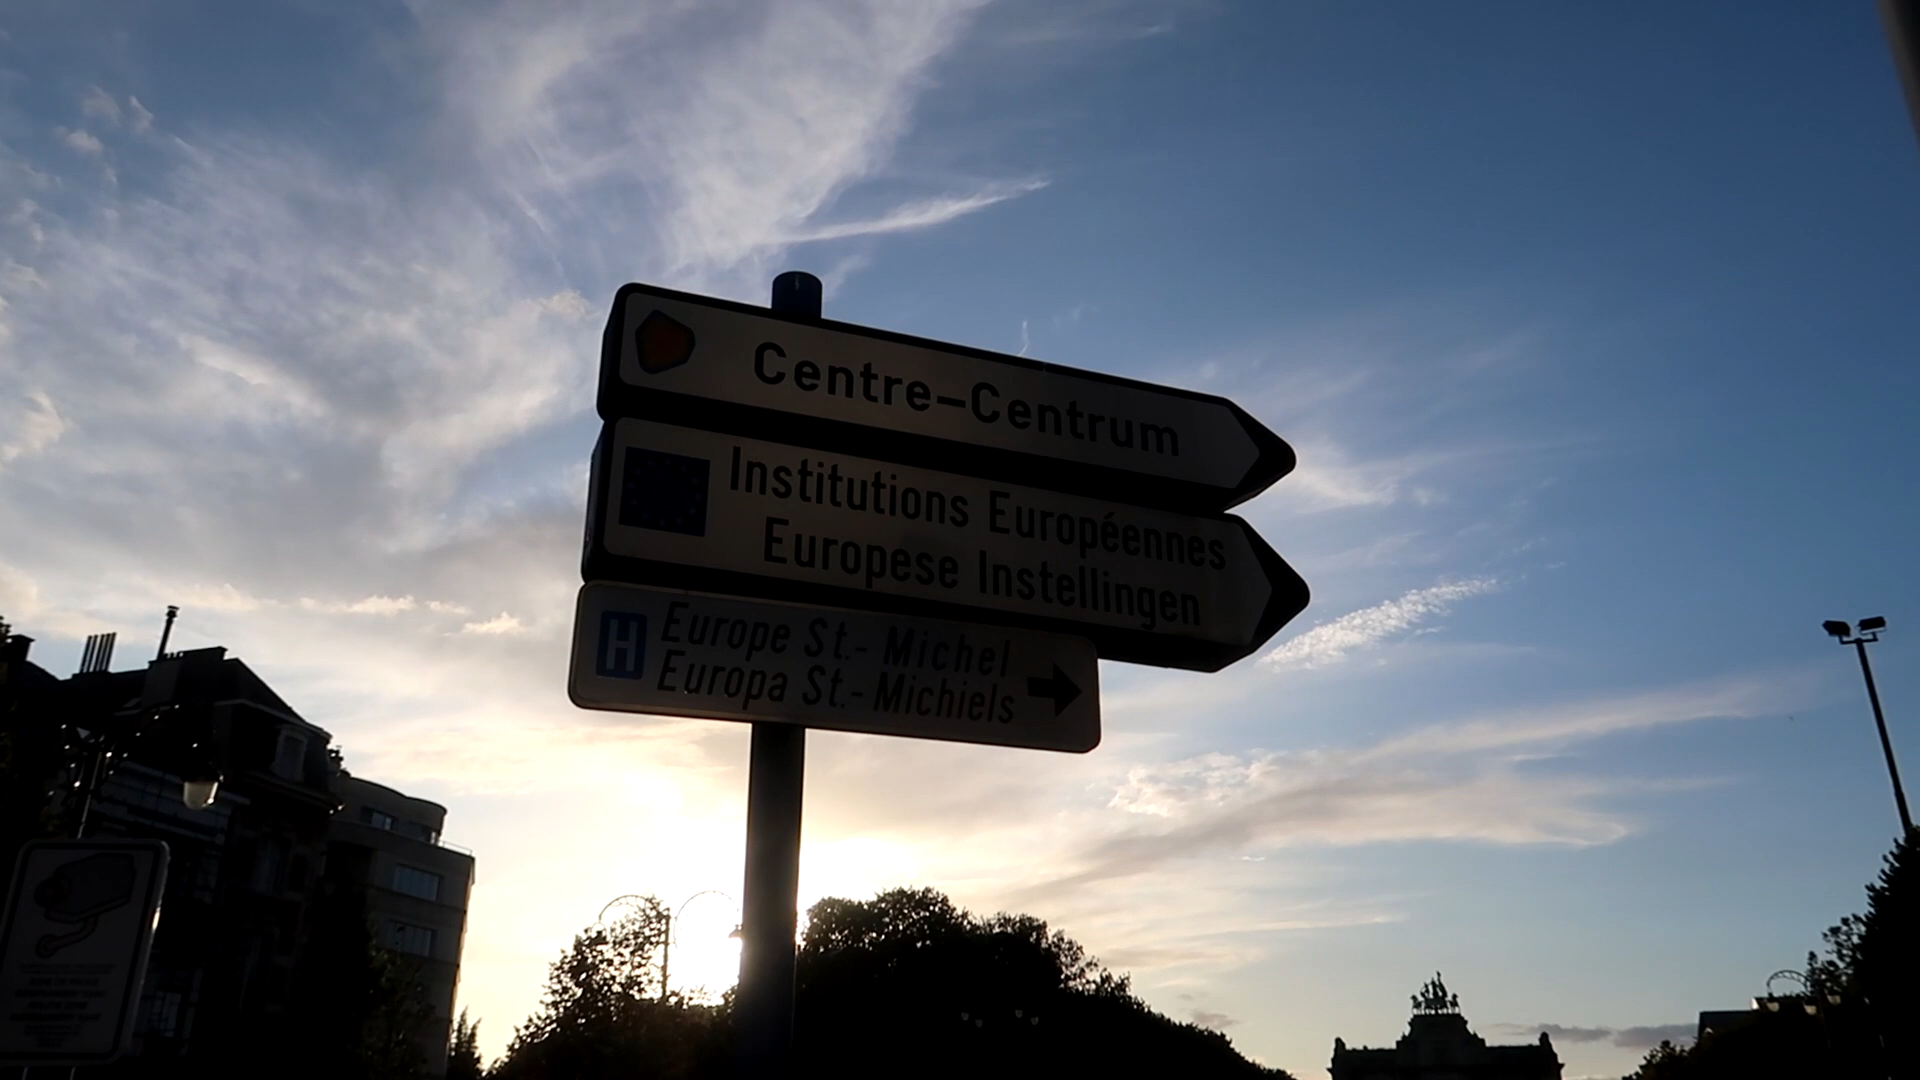 Centre-Centrum
Institutions Européennes
Europese Instellingen
H
Europe St.- Michel
Europa St.- Michiels